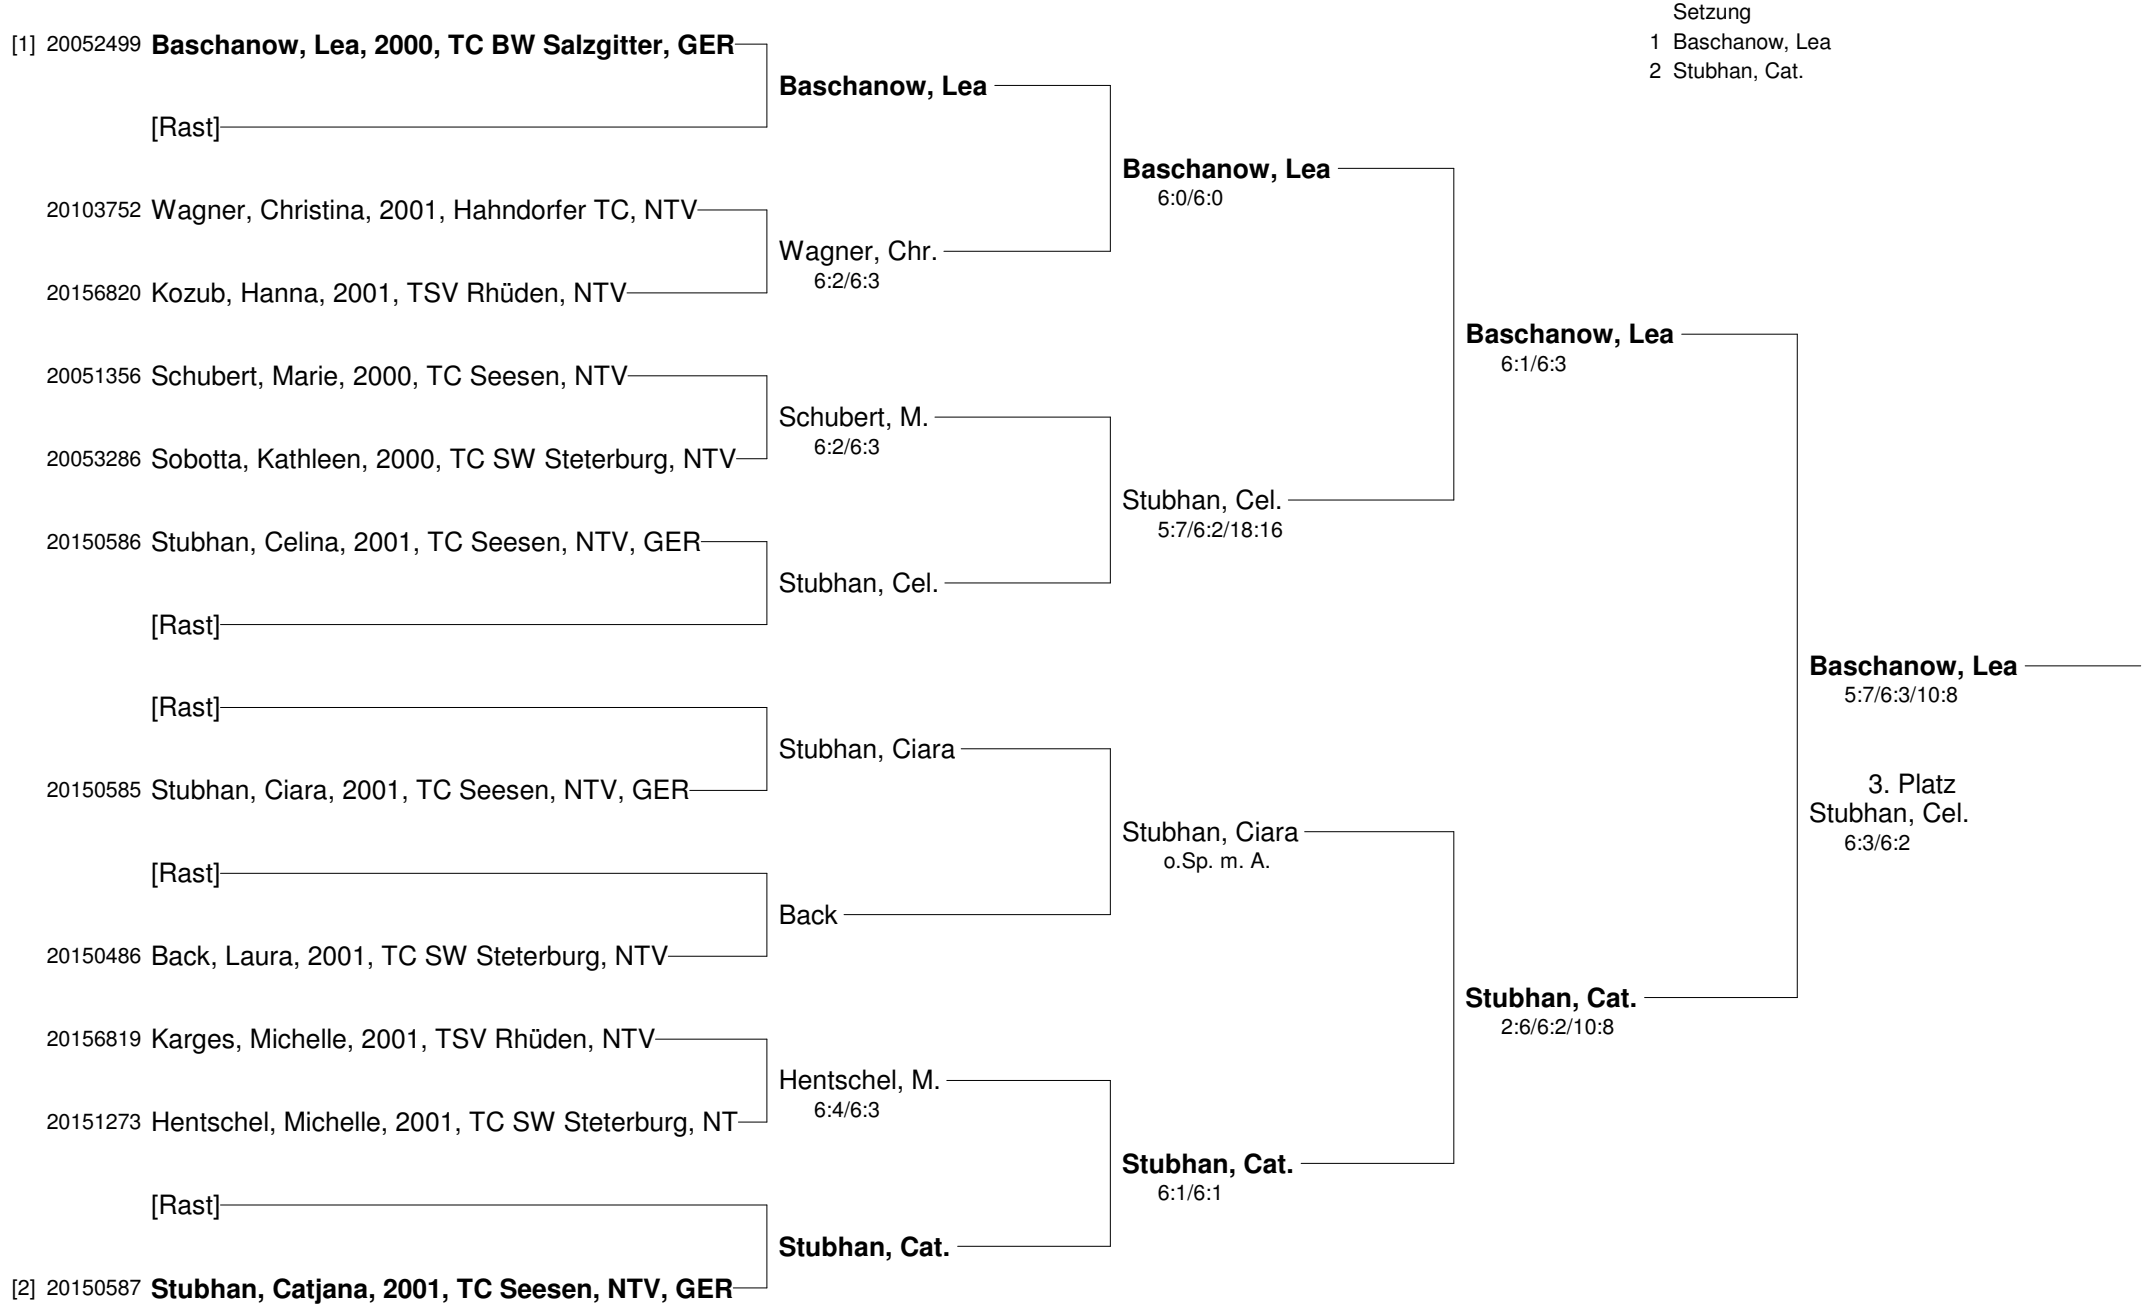 Setzung
1 Baschanow, Lea
2 Stubhan, Cat.
[1] 20052499 Baschanow, Lea, 2000, TC BW Salzgitter, GER
[Rast]
20103752 Wagner, Christina, 2001, Hahndorfer TC, NTV
20156820 Kozub, Hanna, 2001, TSV Rhüden, NTV
20051356 Schubert, Marie, 2000, TC Seesen, NTV
20053286 Sobotta, Kathleen, 2000, TC SW Steterburg, NTV
20150586 Stubhan, Celina, 2001, TC Seesen, NTV, GER
[Rast]
[Rast]
20150585 Stubhan, Ciara, 2001, TC Seesen, NTV, GER
[Rast]
20150486 Back, Laura, 2001, TC SW Steterburg, NTV
20156819 Karges, Michelle, 2001, TSV Rhüden, NTV
20151273 Hentschel, Michelle, 2001, TC SW Steterburg, NT
[Rast]
[2] 20150587 Stubhan, Catjana, 2001, TC Seesen, NTV, GER
Baschanow, Lea
Wagner, Chr.
6:2/6:3
Schubert, M.
6:2/6:3
Stubhan, Cel.
Stubhan, Ciara
Back
Hentschel, M.
6:4/6:3
Stubhan, Cat.
Baschanow, Lea
6:0/6:0
Stubhan, Cel.
5:7/6:2/18:16
Stubhan, Ciara
o.Sp. m. A.
Stubhan, Cat.
6:1/6:1
Baschanow, Lea
6:1/6:3
Stubhan, Cat.
2:6/6:2/10:8
Baschanow, Lea
5:7/6:3/10:8
3. Platz
Stubhan, Cel.
6:3/6:2